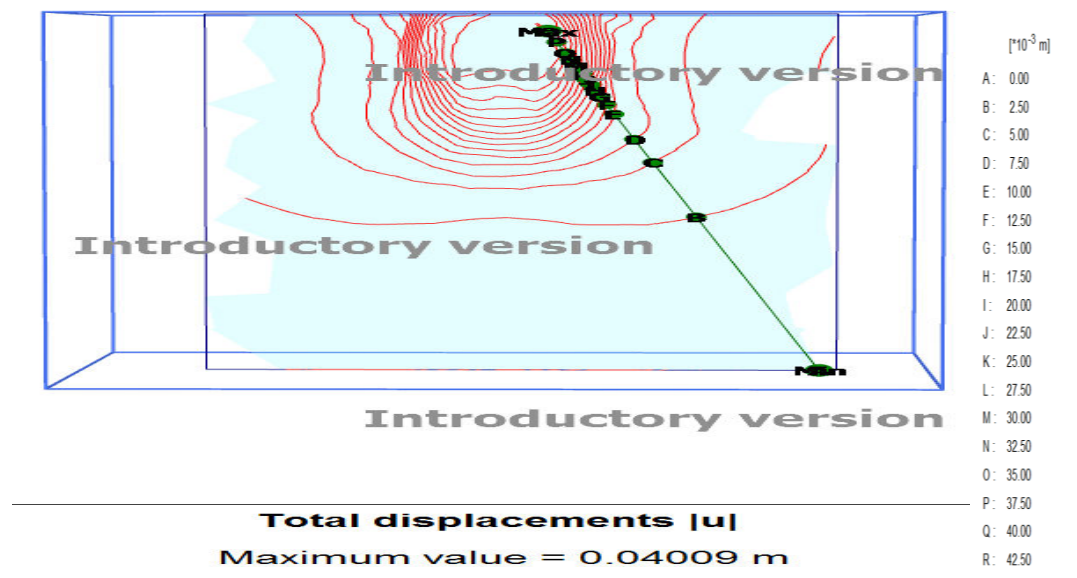 Max
[*10-3 m]
Introductory version
A: 0.00
B: 2.50
P
C: 5.00
E
D: 7.50
D
C
E: 10.00
B
F: 12.50
Introductory version
G: 15.00
H: 17.50
I: 20.00
J: 22.50
K: 25.00
Min
L: 27.50
Introductory version
M: 30.00
N: 32.50
O: 35.00
P: 37.50
Total displacements |u|
Q: 40.00
Maximum value = 0.04009 m
R: 42.50